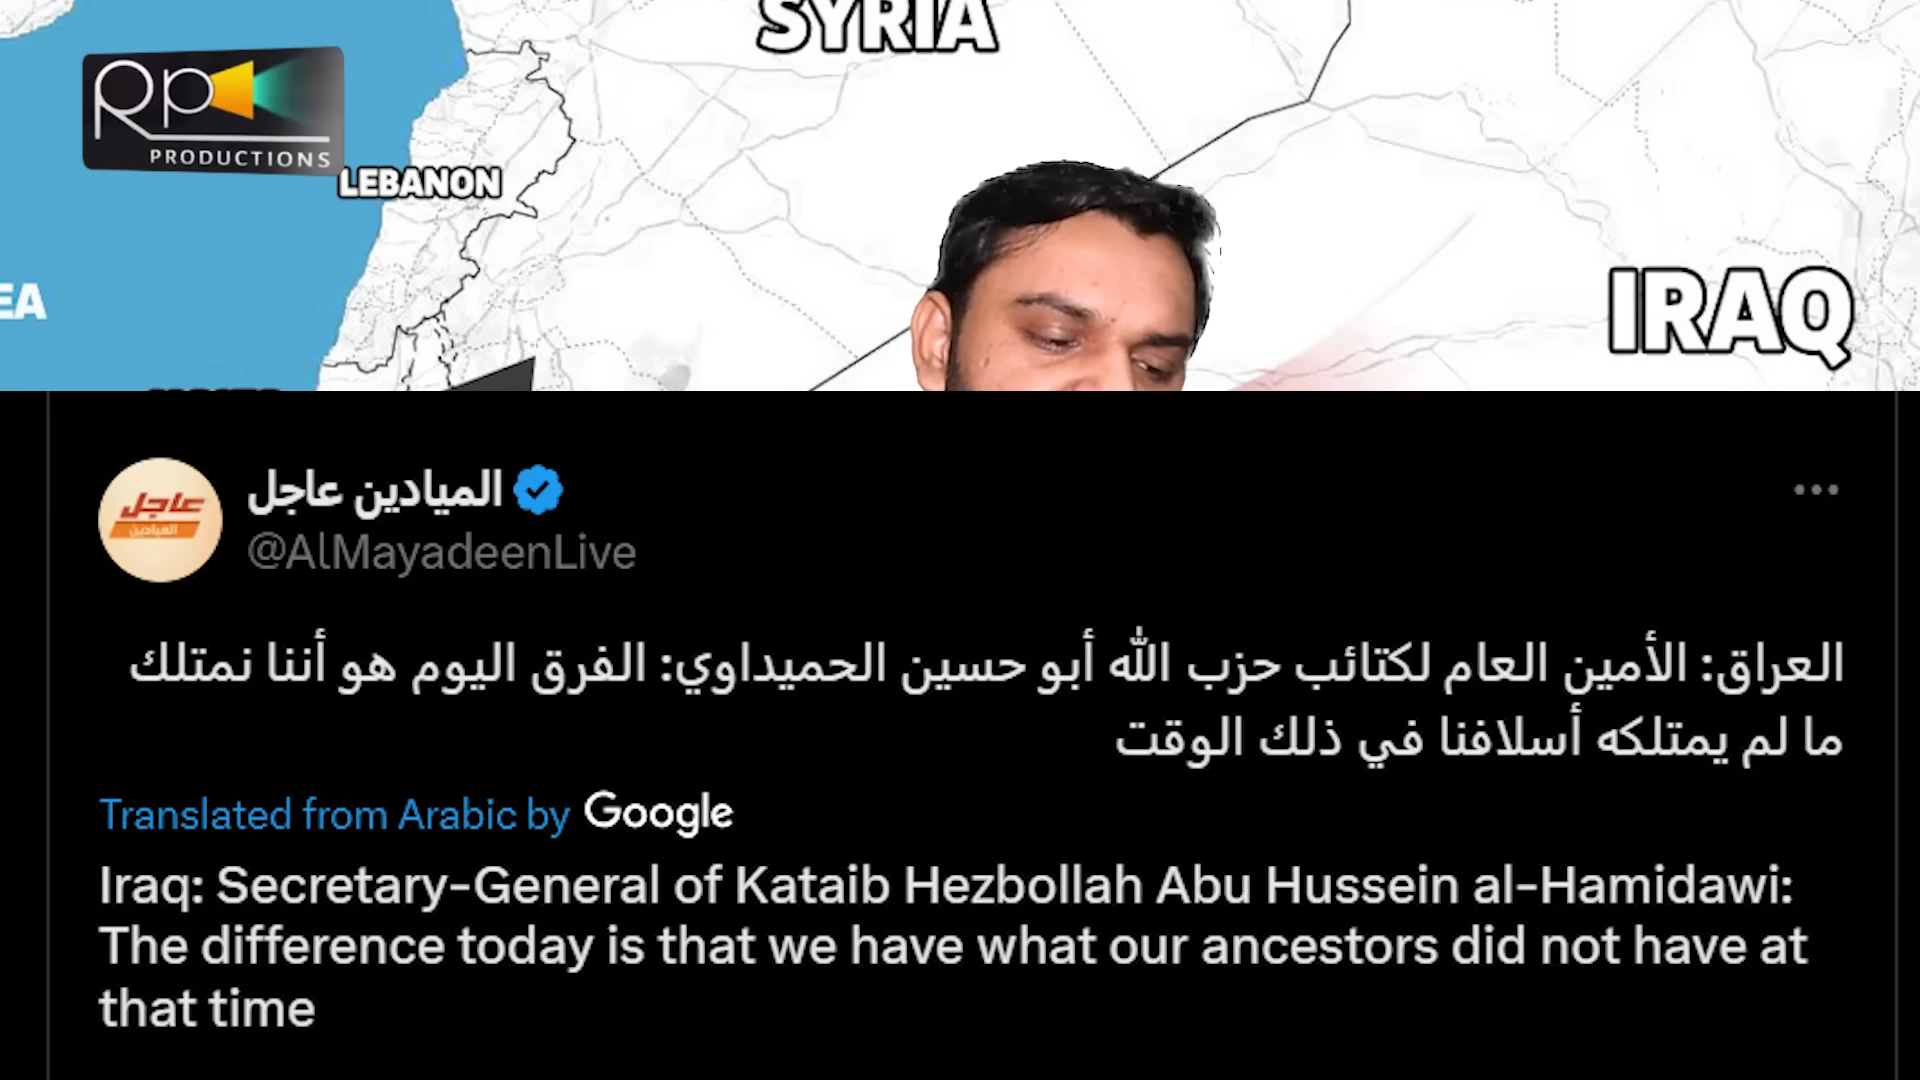 SYRIA
Rp
PRODUCTIONS
LEBANON
EA
IRAQ
عاجل
الميادين
الميادين عاجل
@AlMayadeenLive
العراق: الأمين العام لكتائب حزب الله أبو حسين الحميداوي: الفرق اليوم هو أننا نمتلك
ما لم يمتلكه أسلافنا في ذلك الوقت
Translated from Arabic by Google
Iraq: Secretary-General of Kataib Hezbollah Abu Hussein al-Hamidawi:
The difference today is that we have what our ancestors did not have at
that time